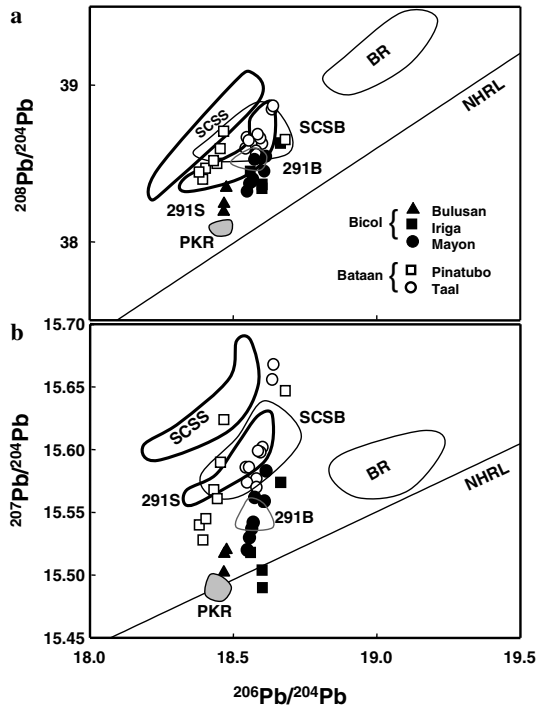 a
39
38
²⁰⁸Pb/²⁰⁴Pb
BR
NHRL
SCSS
SCSB
291B
291S
PKR
Bicol {
Bulusan
Iriga
Mayon
Bataan {
Pinatubo
Taal
b
15.70
15.65
15.60
15.55
15.50
15.45
²⁰⁷Pb/²⁰⁴Pb
SCSS
SCSB
BR
NHRL
291S
291B
PKR
18.0 18.5 19.0 19.5
²⁰⁶Pb/²⁰⁴Pb